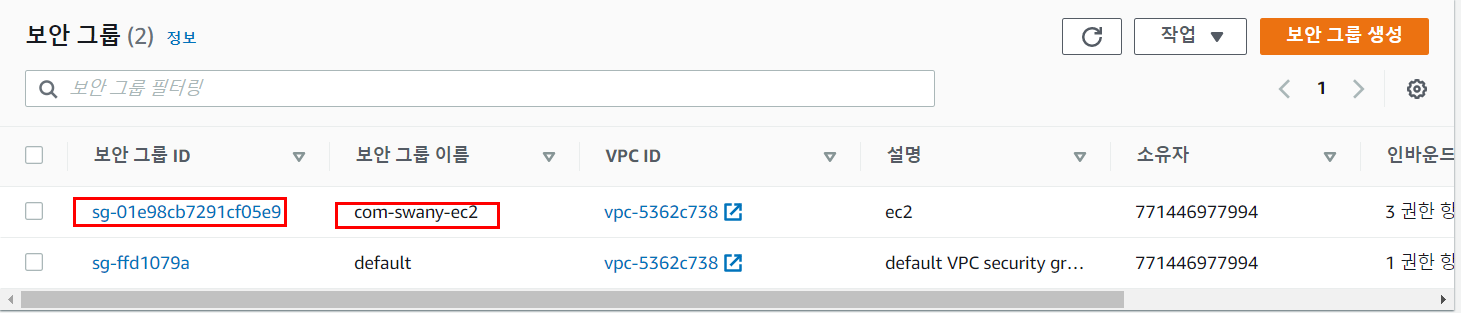 보안 그룹 (2) 정보
작업
보안 그룹 생성
보안 그룹 필터링
1
보안 그룹 ID 보안 그룹 이름 VPC ID 설명 소유자 인바운드
sg-01e98cb7291cf05e9 com-swany-ec2 vpc-5362c738 ec2 771446977994 3 권한 항
sg-ffd1079a default vpc-5362c738 default VPC security gr... 771446977994 1 권한 항